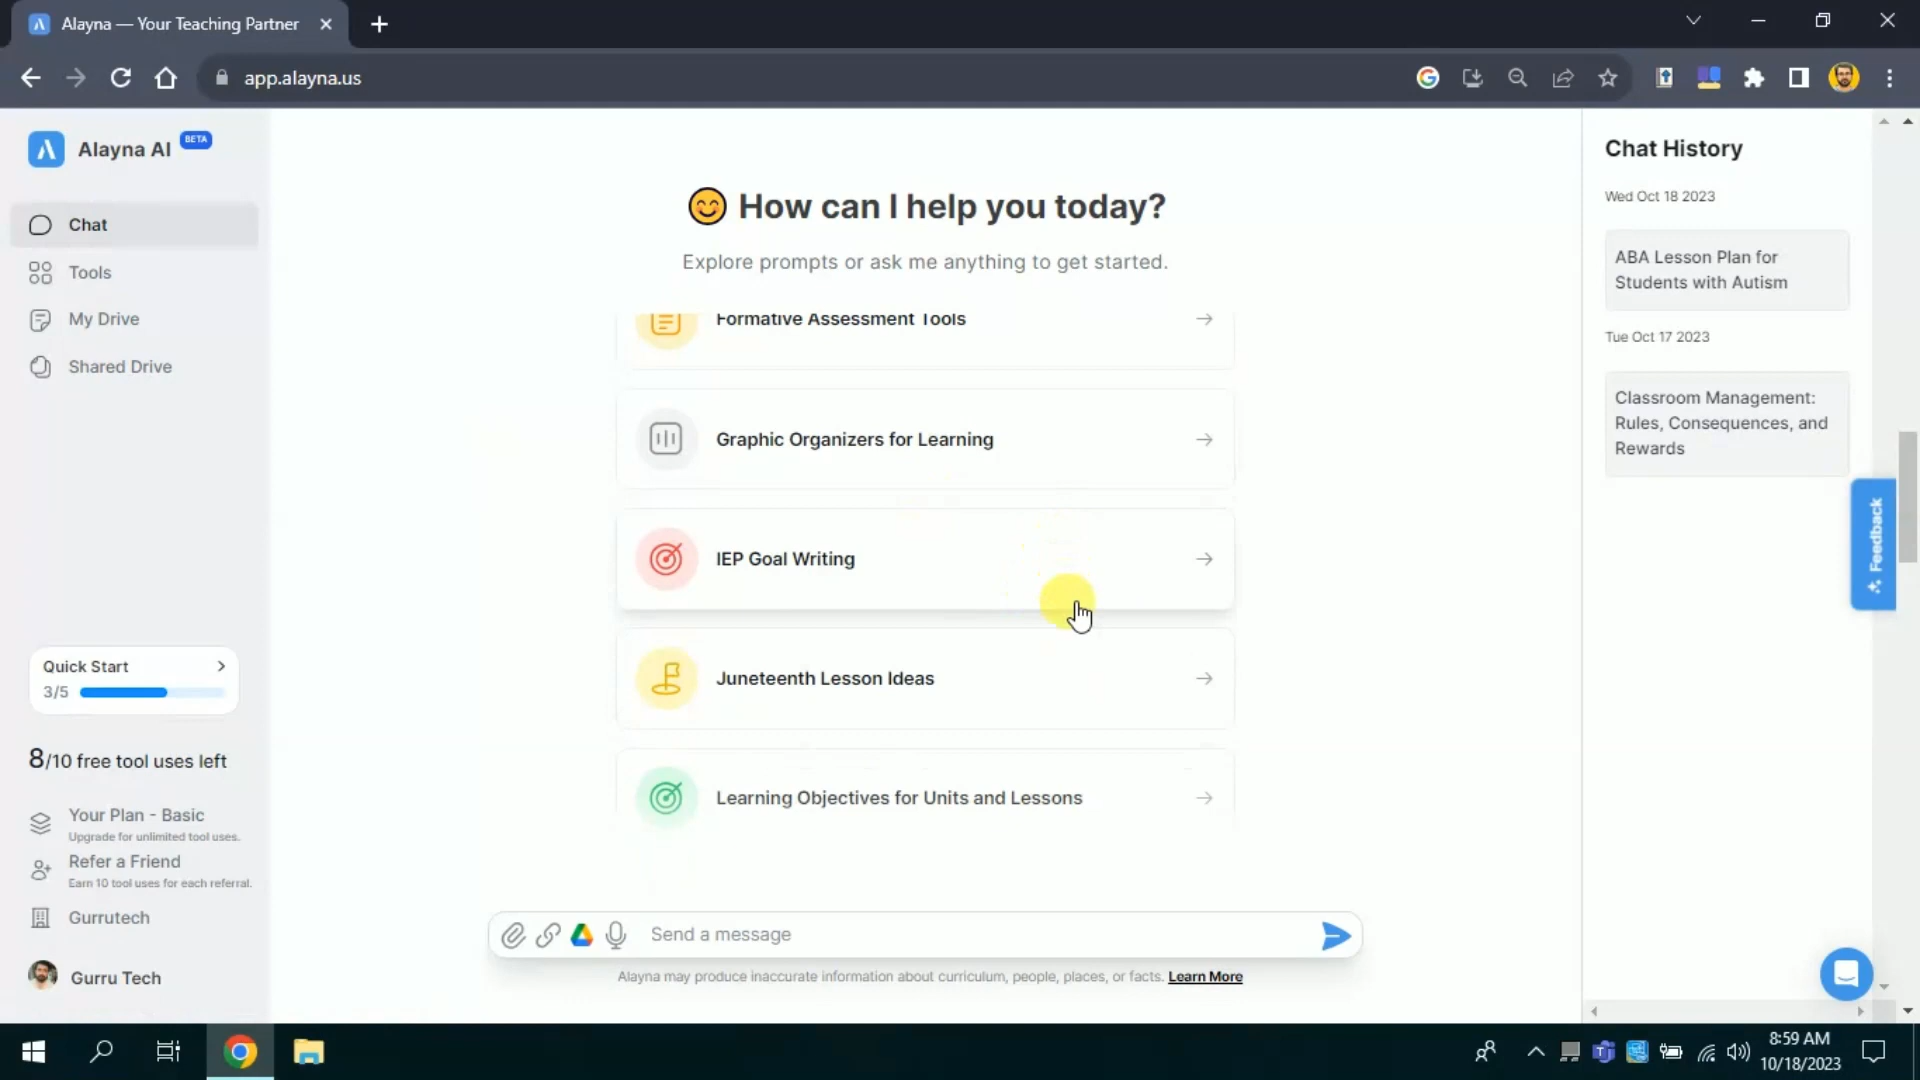 Alayna — Your Teaching Partner
app.alayna.us
Alayna AI BETA
Chat
Tools
My Drive
Shared Drive
Quick Start
3/5
8/10 free tool uses left
Your Plan - Basic
Upgrade for unlimited tool uses.
Refer a Friend
Earn 10 tool uses for each referral.
Gurrutech
Gurru Tech
How can I help you today?
Explore prompts or ask me anything to get started.
Formative Assessment Tools
Graphic Organizers for Learning
IEP Goal Writing
Juneteenth Lesson Ideas
Learning Objectives for Units and Lessons
Send a message
Alayna may produce inaccurate information about curriculum, people, places, or facts. Learn More
Chat History
Wed Oct 18 2023
ABA Lesson Plan for
Students with Autism
Tue Oct 17 2023
Classroom Management:
Rules, Consequences, and
Rewards
Feedback
8:59 AM
10/18/2023